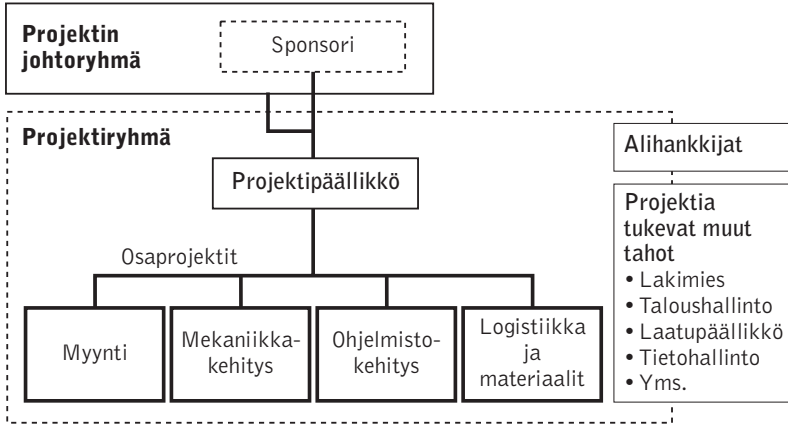 Projektin
johtoryhmä
Sponsori
Projektiryhmä
Projektipäällikkö
Osaprojektit
Myynti
Mekaniikka-
kehitys
Ohjelmisto-
kehitys
Logistiikka
ja
materiaalit
Alihankkijat
Projektia
tukevat muut
tahot
• Lakimies
• Taloushallinto
• Laatupäällikkö
• Tietohallinto
• Yms.